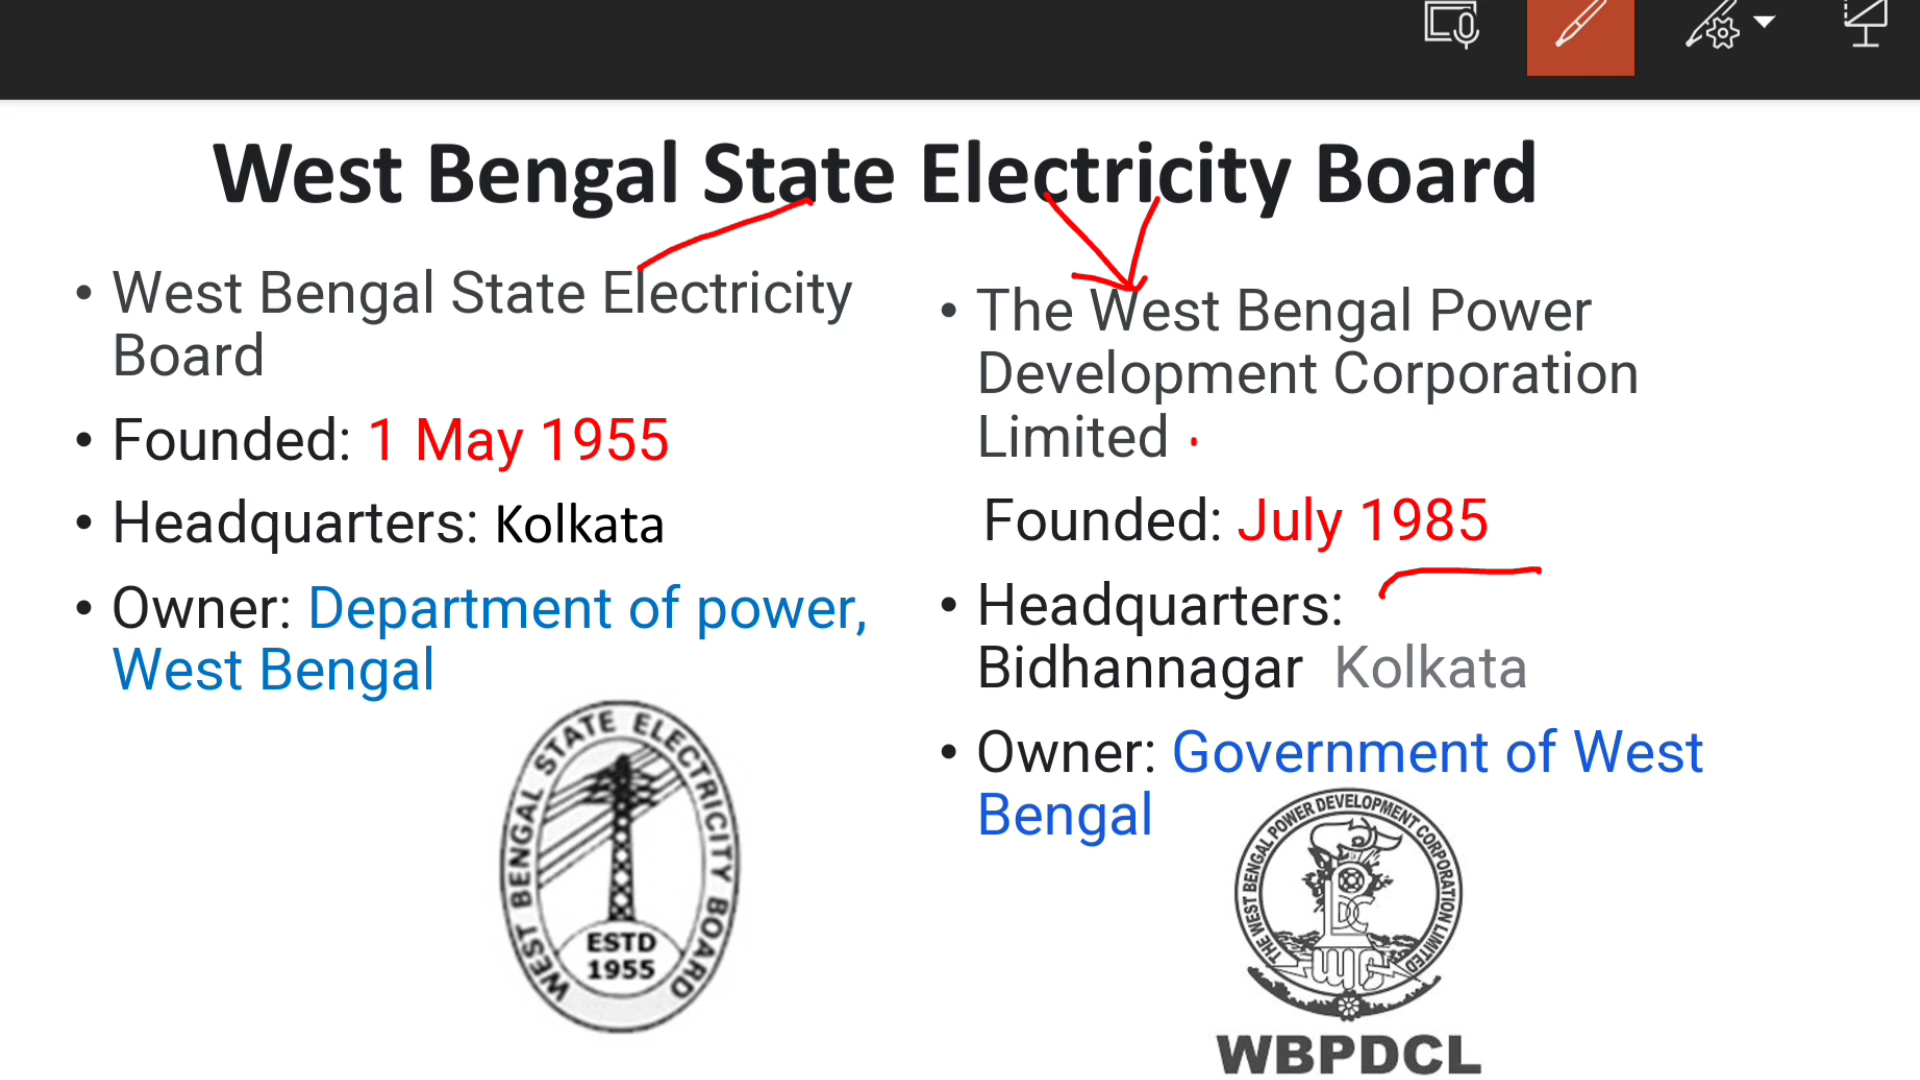 West Bengal State Electricity Board
• West Bengal State Electricity
Board
• Founded: 1 May 1955
• Headquarters: Kolkata
• Owner: Department of power,
West Bengal
WEST BENGAL STATE ELECTRICITY BOARD
ESTD
1955
• The West Bengal Power
Development Corporation
Limited
Founded: July 1985
• Headquarters:
Bidhannagar Kolkata
• Owner: Government of West
Bengal
THE WEST BENGAL POWER DEVELOPMENT CORPORATION LIMITED
WBPDCL